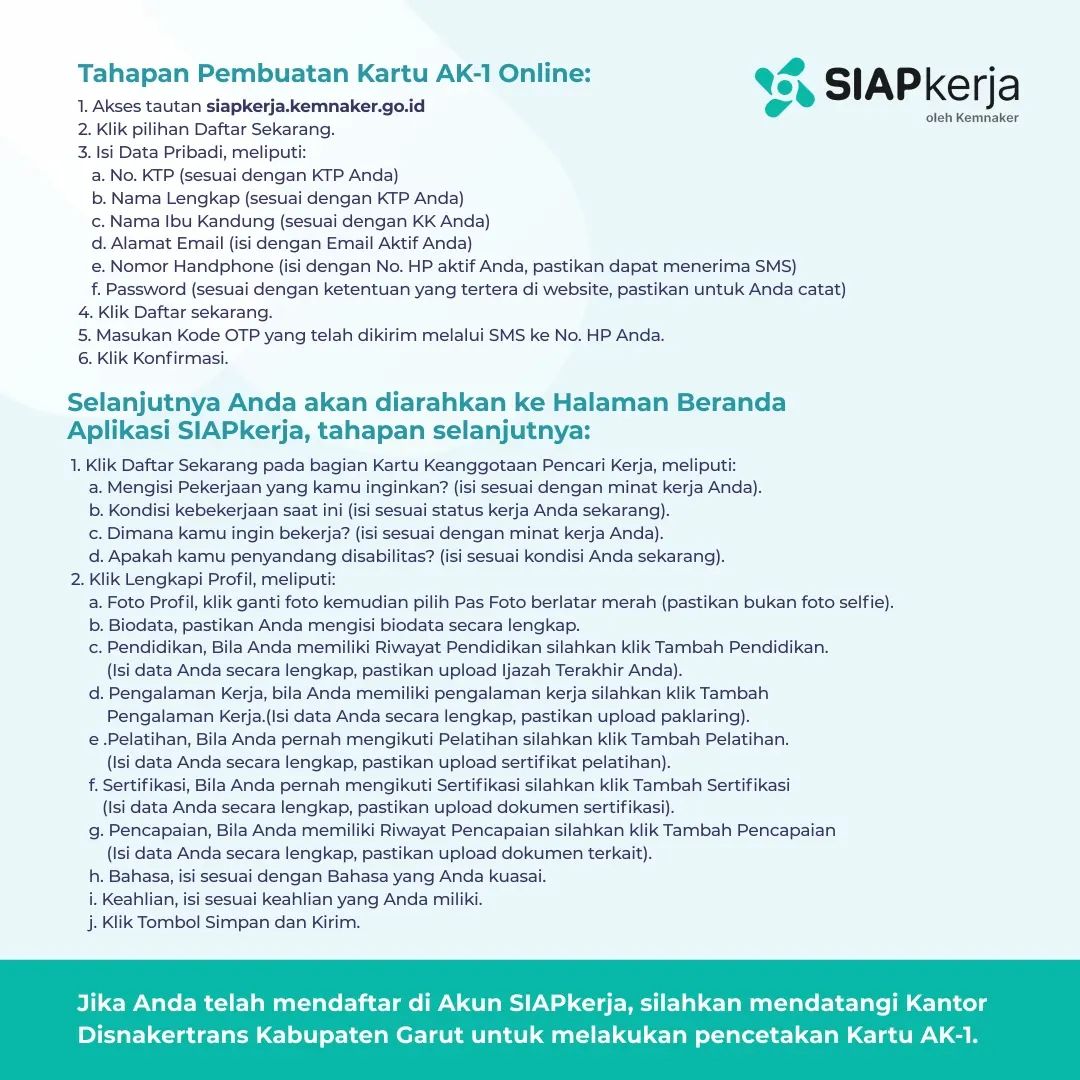 Tahapan Pembuatan Kartu AK-1 Online:
SIAPkerja
oleh Kemnaker
1. Akses tautan siapkerja.kemnaker.go.id
2. Klik pilihan Daftar Sekarang.
3. Isi Data Pribadi, meliputi:
a. No. KTP (sesuai dengan KTP Anda)
b. Nama Lengkap (sesuai dengan KTP Anda)
c. Nama Ibu Kandung (sesuai dengan KK Anda)
d. Alamat Email (isi dengan Email Aktif Anda)
e. Nomor Handphone (isi dengan No. HP aktif Anda, pastikan dapat menerima SMS)
f. Password (sesuai dengan ketentuan yang tertera di website, pastikan untuk Anda catat)
4. Klik Daftar sekarang.
5. Masukan Kode OTP yang telah dikirim melalui SMS ke No. HP Anda.
6. Klik Konfirmasi.
Selanjutnya Anda akan diarahkan ke Halaman Beranda
Aplikasi SIAPkerja, tahapan selanjutnya:
1. Klik Daftar Sekarang pada bagian Kartu Keanggotaan Pencari Kerja, meliputi:
a. Mengisi Pekerjaan yang kamu inginkan? (isi sesuai dengan minat kerja Anda).
b. Kondisi kebekerjaan saat ini (isi sesuai status kerja Anda sekarang).
c. Dimana kamu ingin bekerja? (isi sesuai dengan minat kerja Anda).
d. Apakah kamu penyandang disabilitas? (isi sesuai kondisi Anda sekarang).
2. Klik Lengkapi Profil, meliputi:
a. Foto Profil, klik ganti foto kemudian pilih Pas Foto berlatar merah (pastikan bukan foto selfie).
b. Biodata, pastikan Anda mengisi biodata secara lengkap.
c. Pendidikan, Bila Anda memiliki Riwayat Pendidikan silahkan klik Tambah Pendidikan.
(Isi data Anda secara lengkap, pastikan upload Ijazah Terakhir Anda).
d. Pengalaman Kerja, bila Anda memiliki pengalaman kerja silahkan klik Tambah
Pengalaman Kerja.(Isi data Anda secara lengkap, pastikan upload paklaring).
e .Pelatihan, Bila Anda pernah mengikuti Pelatihan silahkan klik Tambah Pelatihan.
(Isi data Anda secara lengkap, pastikan upload sertifikat pelatihan).
f. Sertifikasi, Bila Anda pernah mengikuti Sertifikasi silahkan klik Tambah Sertifikasi
(Isi data Anda secara lengkap, pastikan upload dokumen sertifikasi).
g. Pencapaian, Bila Anda memiliki Riwayat Pencapaian silahkan klik Tambah Pencapaian
(Isi data Anda secara lengkap, pastikan upload dokumen terkait).
h. Bahasa, isi sesuai dengan Bahasa yang Anda kuasai.
i. Keahlian, isi sesuai keahlian yang Anda miliki.
j. Klik Tombol Simpan dan Kirim.
Jika Anda telah mendaftar di Akun SIAPkerja, silahkan mendatangi Kantor
Disnakertrans Kabupaten Garut untuk melakukan pencetakan Kartu AK-1.